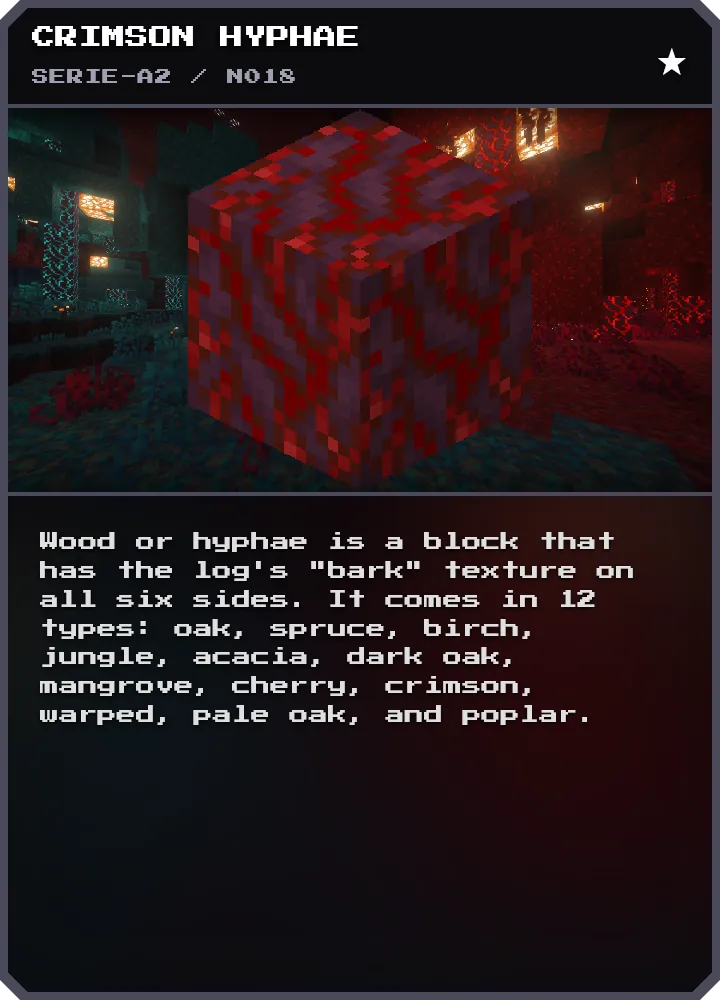 CRIMSON HYPHAE
SERIE-A2 / N018
Wood or hyphae is a block that
has the log's "bark" texture on
all six sides. It comes in 12
types: oak, spruce, birch,
jungle, acacia, dark oak,
mangrove, cherry, crimson,
warped, pale oak, and poplar.